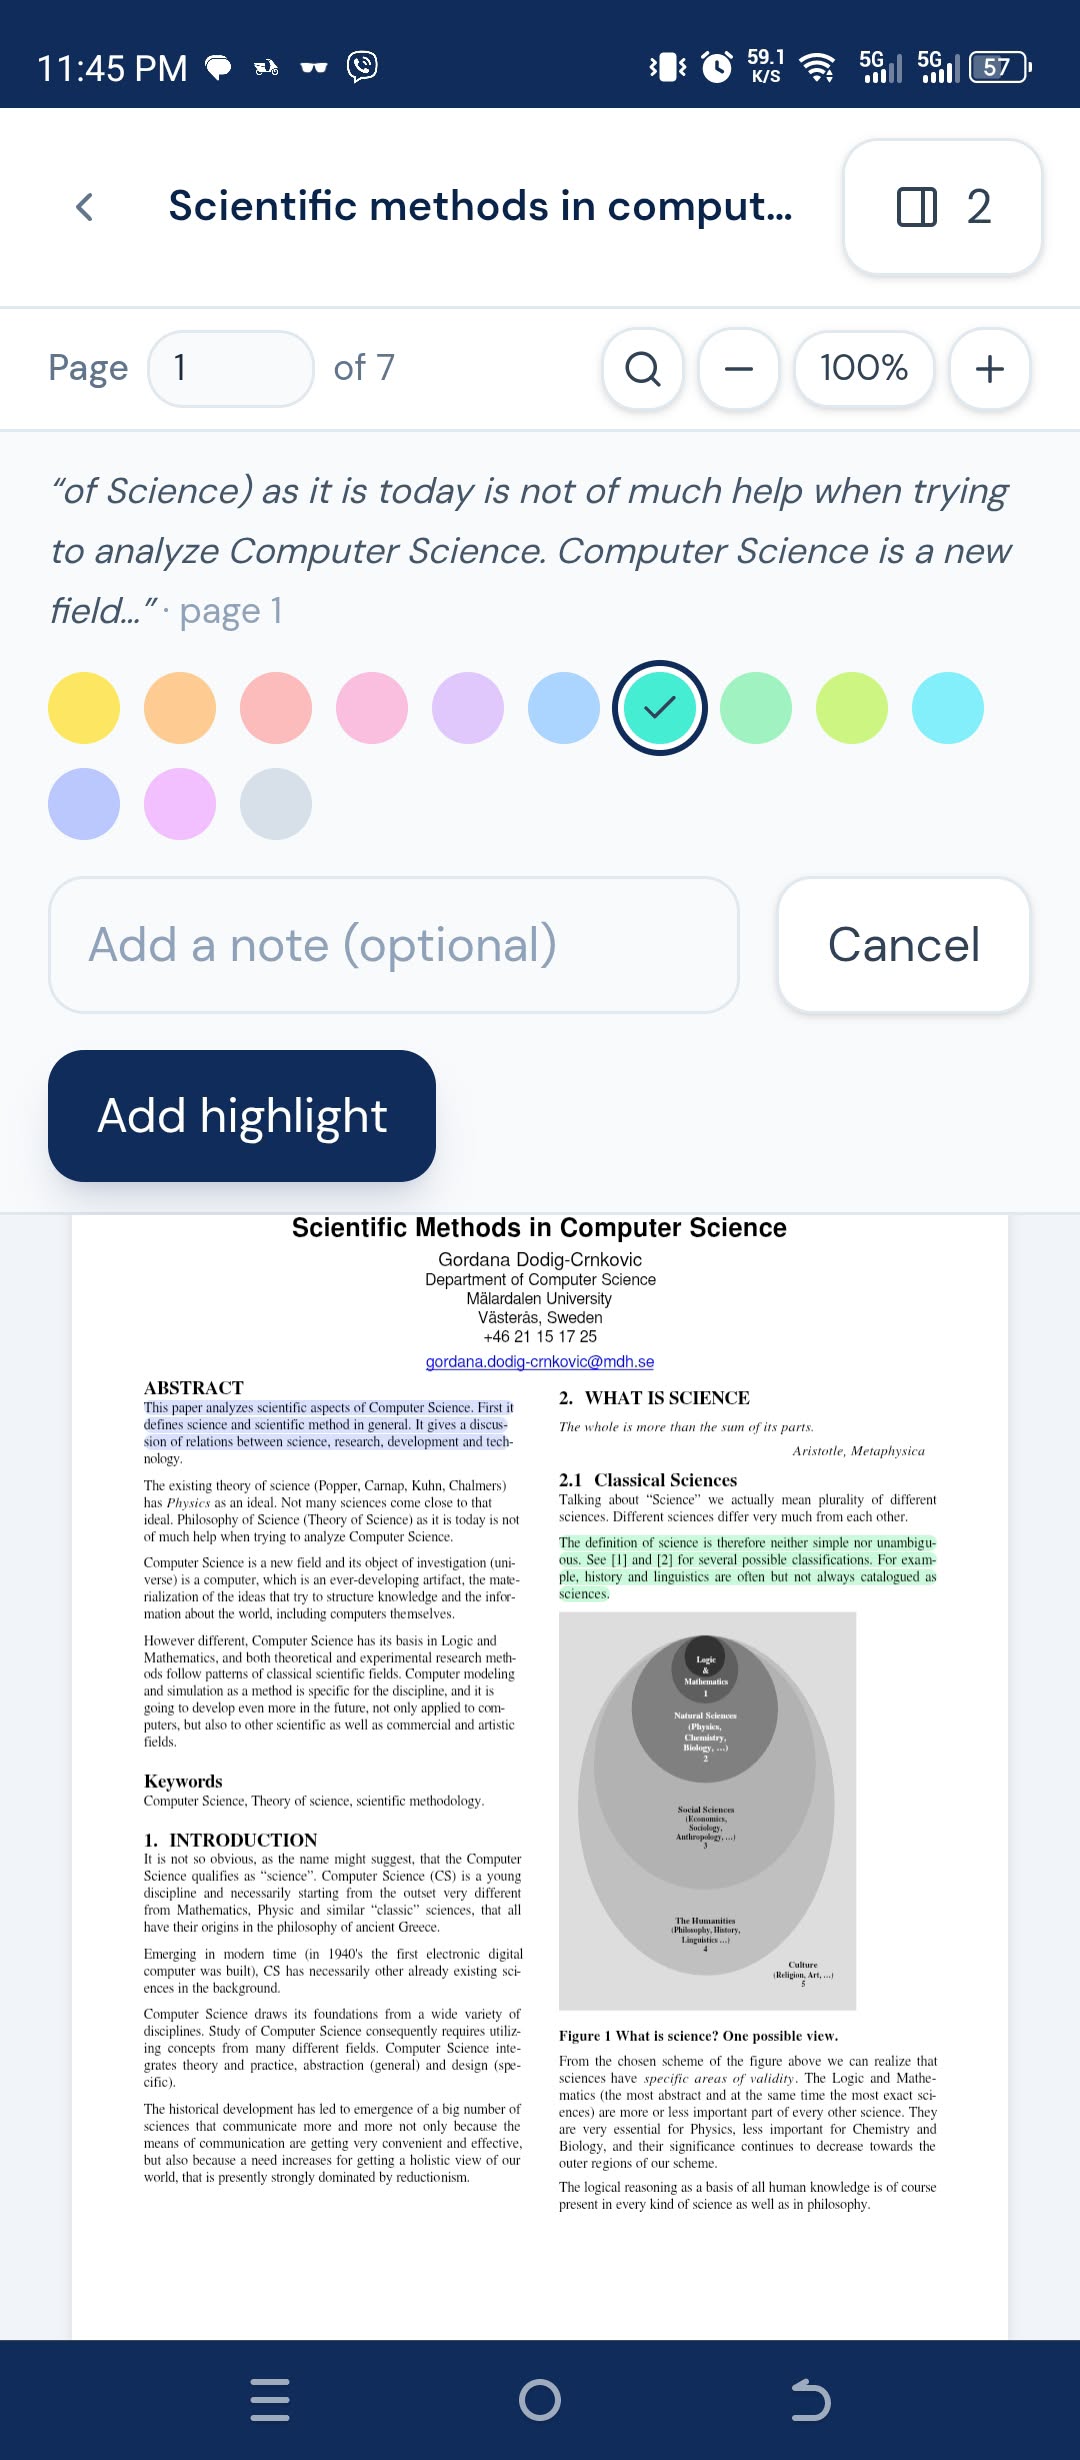 11:45 PM
59.1
K/S
5G
5G
57
Scientific methods in comput...
2
Page
1
of 7
100%
“of Science) as it is today is not of much help when trying
to analyze Computer Science. Computer Science is a new
field...” · page 1
Add a note (optional)
Cancel
Add highlight
Scientific Methods in Computer Science
Gordana Dodig-Crnkovic
Department of Computer Science
Mälardalen University
Västerås, Sweden
+46 21 15 17 25
gordana.dodig-crnkovic@mdh.se
ABSTRACT
This paper analyzes scientific aspects of Computer Science. First it
defines science and scientific method in general. It gives a discus-
sion of relations between science, research, development and tech-
nology.
The existing theory of science (Popper, Carnap, Kuhn, Chalmers)
has Physics as an ideal. Not many sciences come close to that
ideal. Philosophy of Science (Theory of Science) as it is today is not
of much help when trying to analyze Computer Science.
Computer Science is a new field and its object of investigation (uni-
verse) is a computer, which is an ever-developing artifact, the mate-
rialization of the ideas that try to structure knowledge and the infor-
mation about the world, including computers themselves.
However different, Computer Science has its basis in Logic and
Mathematics, and both theoretical and experimental research meth-
ods follow patterns of classical scientific fields. Computer modeling
and simulation as a method is specific for the discipline, and it is
going to develop even more in the future, not only applied to com-
puters, but also to other scientific as well as commercial and artistic
fields.
Keywords
Computer Science, Theory of science, scientific methodology.
1. INTRODUCTION
It is not so obvious, as the name might suggest, that the Computer
Science qualifies as “science”. Computer Science (CS) is a young
discipline and necessarily starting from the outset very different
from Mathematics, Physic and similar “classic” sciences, that all
have their origins in the philosophy of ancient Greece.
Emerging in modern time (in 1940's the first electronic digital
computer was built), CS has necessarily other already existing sci-
ences in the background.
Computer Science draws its foundations from a wide variety of
disciplines. Study of Computer Science consequently requires utiliz-
ing concepts from many different fields. Computer Science inte-
grates theory and practice, abstraction (general) and design (spe-
cific).
The historical development has led to emergence of a big number of
sciences that communicate more and more not only because the
means of communication are getting very convenient and effective,
but also because a need increases for getting a holistic view of our
world, that is presently strongly dominated by reductionism.
2. WHAT IS SCIENCE
The whole is more than the sum of its parts.
Aristotle, Metaphysica
2.1 Classical Sciences
Talking about “Science” we actually mean plurality of different
sciences. Different sciences differ very much from each other.
The definition of science is therefore neither simple nor unambigu-
ous. See [1] and [2] for several possible classifications. For exam-
ple, history and linguistics are often but not always catalogued as
sciences.
Logic
&
Mathematics
1
Natural Sciences
(Physics,
Chemistry,
Biology, ...)
2
Social Sciences
(Economics,
Sociology,
Anthropology, ...)
3
The Humanities
(Philosophy, History,
Linguistics ...)
4
Culture
(Religion, Art, ...)
5
Figure 1 What is science? One possible view.
From the chosen scheme of the figure above we can realize that
sciences have specific areas of validity. The Logic and Mathe-
matics (the most abstract and at the same time the most exact sci-
ences) are more or less important part of every other science. They
are very essential for Physics, less important for Chemistry and
Biology, and their significance continues to decrease towards the
outer regions of our scheme.
The logical reasoning as a basis of all human knowledge is of course
present in every kind of science as well as in philosophy.